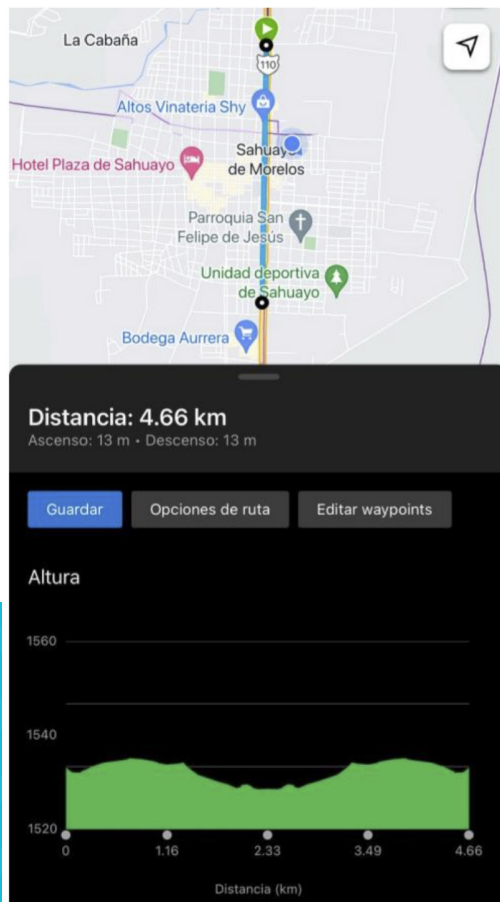 La Cabaña
110
Altos Vinateria Shy
Sahuayo
de Morelos
Hotel Plaza de Sahuayo
Parroquia San
Felipe de Jesús
Unidad deportiva
de Sahuayo
Bodega Aurrera
Distancia: 4.66 km
Ascenso: 13 m • Descenso: 13 m
Guardar Opciones de ruta Editar waypoints
Altura
1560
1540
1520
0 1.16 2.33 3.49 4.66
Distancia (km)